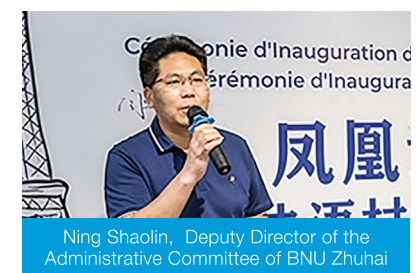 Cérémonie d'Inauguration d
Cérémonie d'Inaugura
凤凰
Ning Shaolin, Deputy Director of the
Administrative Committee of BNU Zhuhai